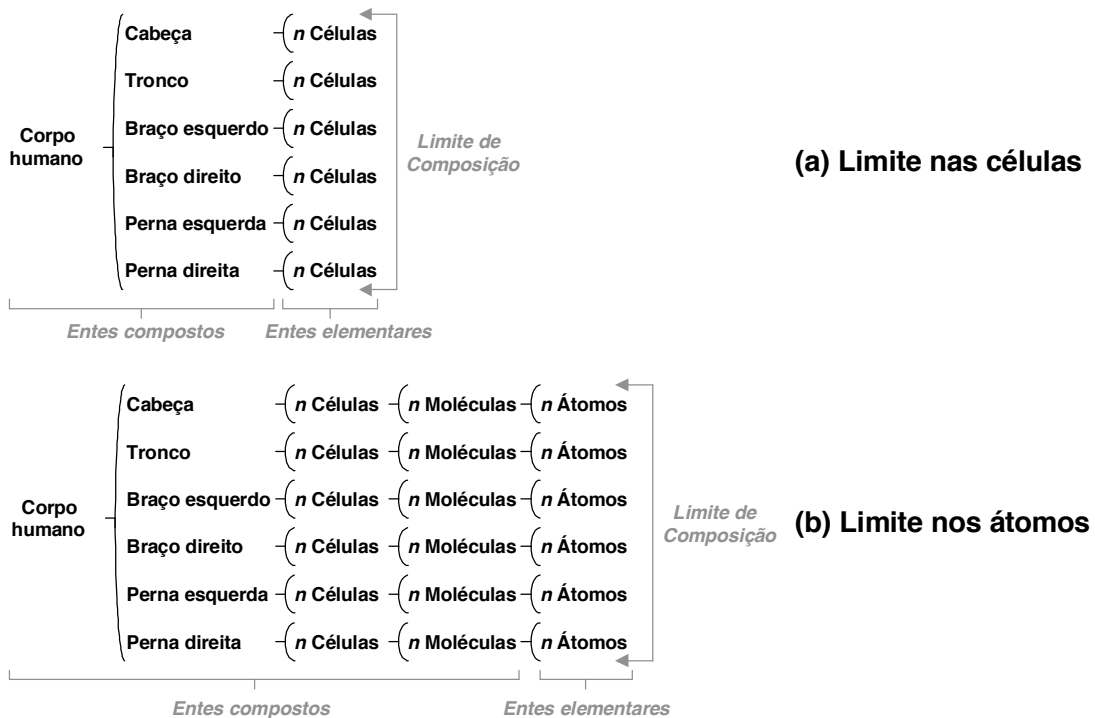 Cabeça n Células
Tronco n Células
Braço esquerdo n Células
Corpo humano
Limite de
Composição
(a) Limite nas células
Braço direito n Células
Perna esquerda n Células
Perna direita n Células
Entes compostos Entes elementares
Cabeça n Células n Moléculas n Átomos
Tronco n Células n Moléculas n Átomos
Braço esquerdo n Células n Moléculas n Átomos
Corpo humano
Limite de
Composição
(b) Limite nos átomos
Braço direito n Células n Moléculas n Átomos
Perna esquerda n Células n Moléculas n Átomos
Perna direita n Células n Moléculas n Átomos
Entes compostos Entes elementares